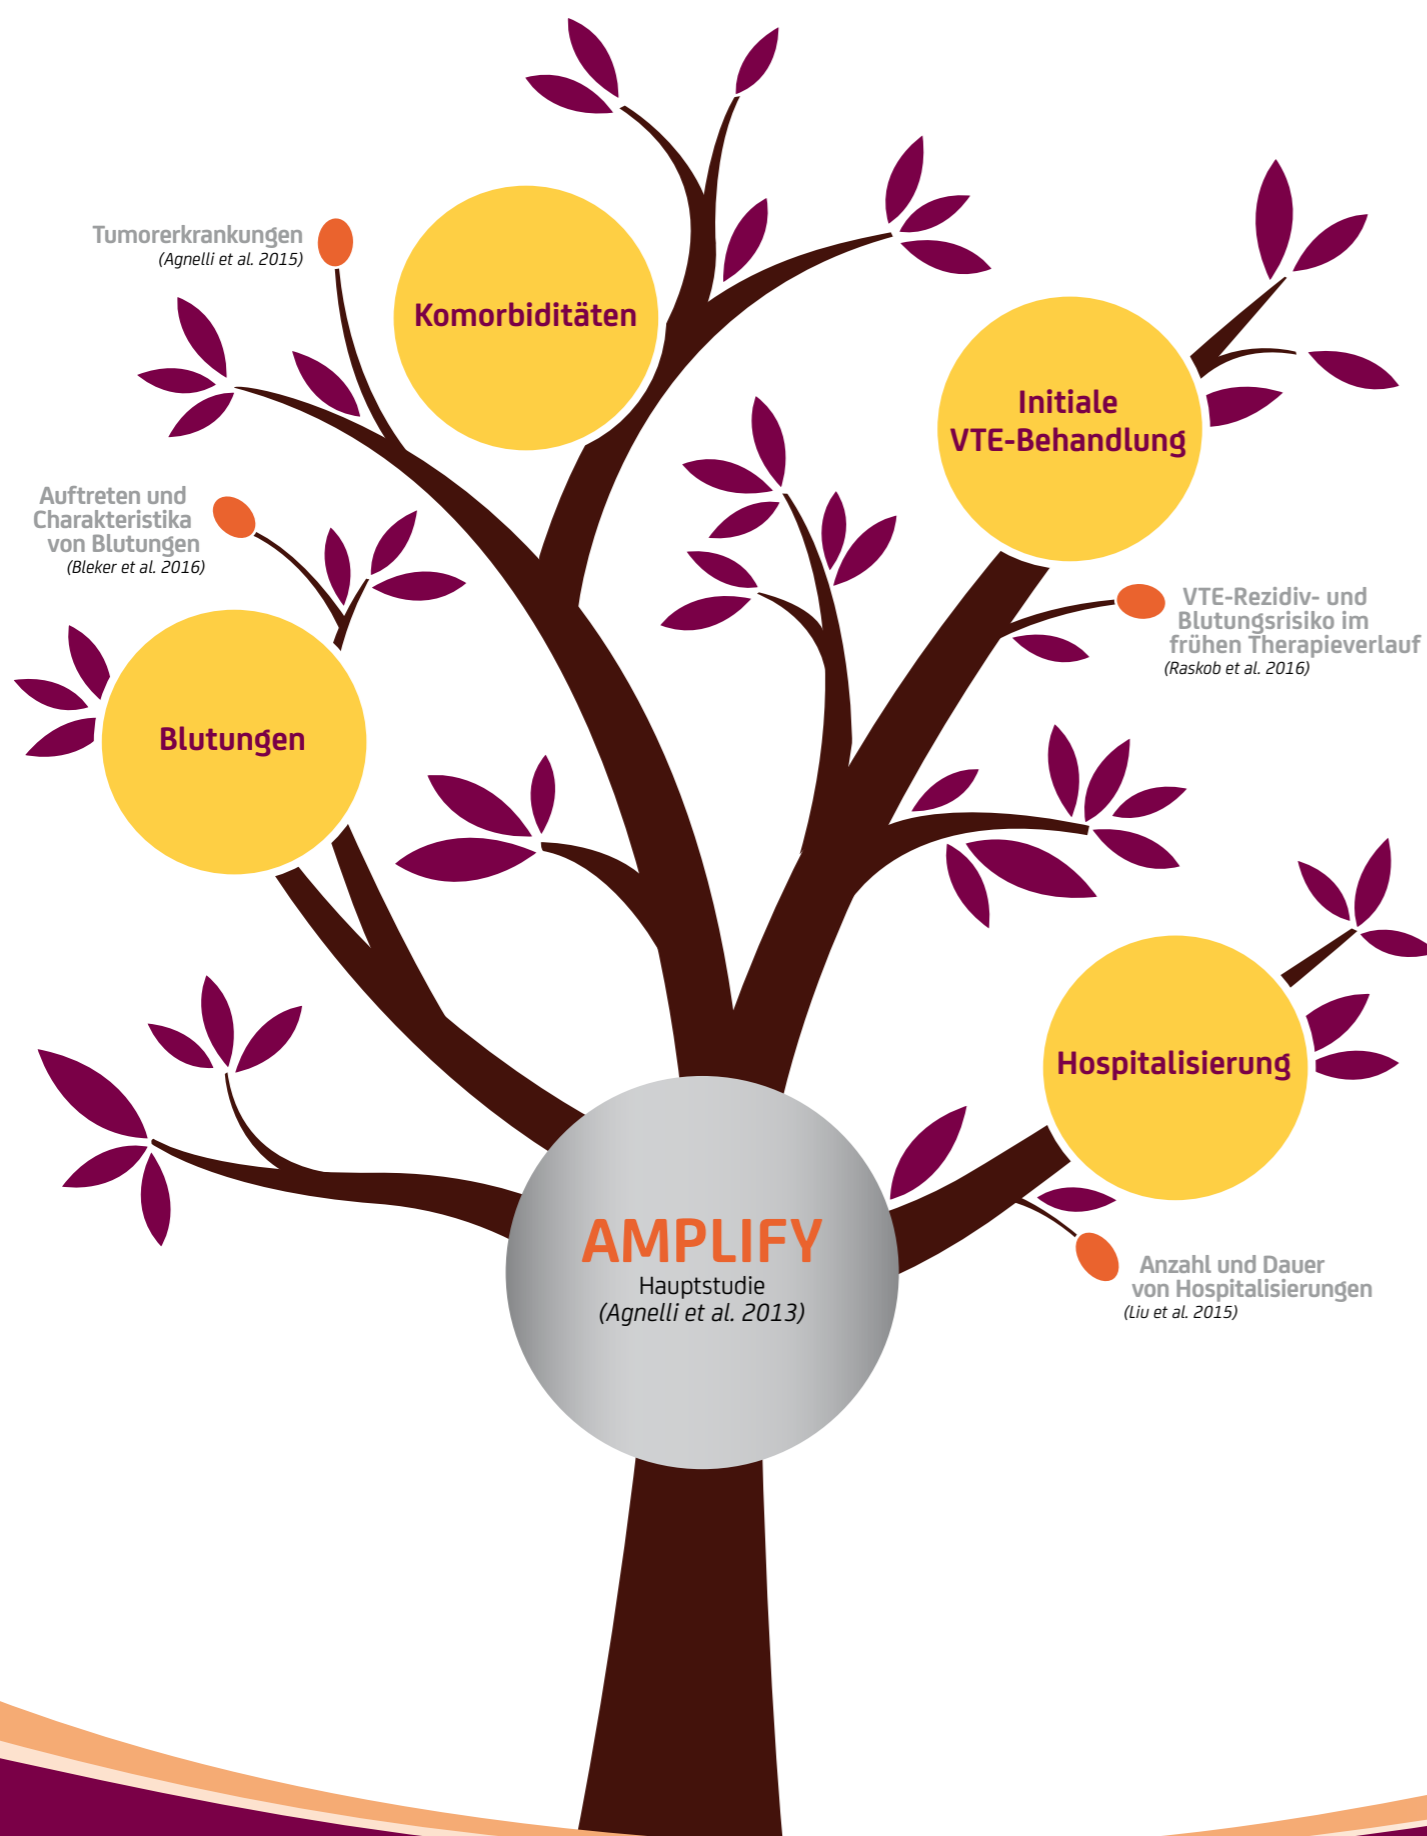 Tumorerkrankungen
(Agnelli et al. 2015)
Komorbiditäten
Initiale
VTE-Behandlung
Auftreten und
Charakteristika
von Blutungen
(Bleker et al. 2016)
VTE-Rezidiv- und
Blutungsrisiko im
frühen Therapieverlauf
(Raskob et al. 2016)
Blutungen
Hospitalisierung
AMPLIFY
Hauptstudie
(Agnelli et al. 2013)
Anzahl und Dauer
von Hospitalisierungen
(Liu et al. 2015)